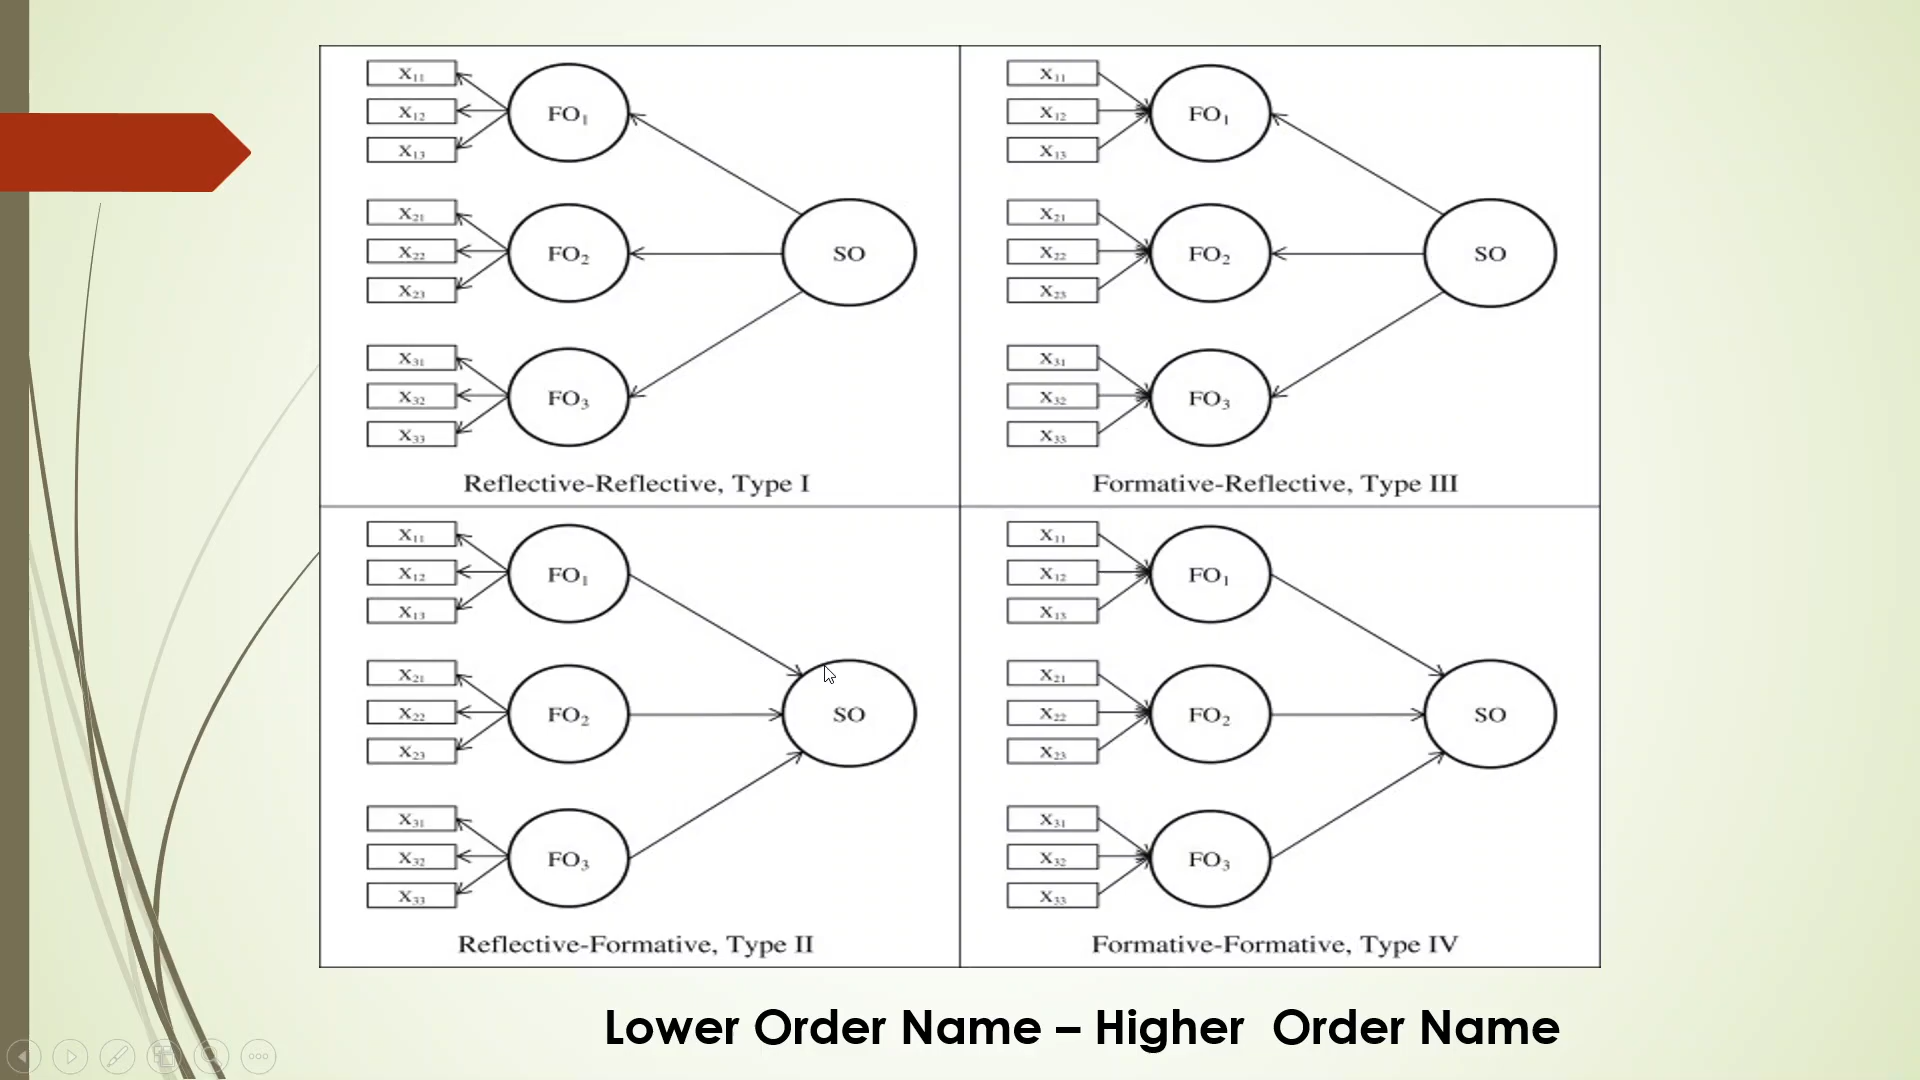 X₁₁
X₁₂
X₁₃
FO₁
X₂₁
X₂₂
X₂₃
FO₂
SO
X₃₁
X₃₂
X₃₃
FO₃
Reflective-Reflective, Type I
X₁₁
X₁₂
X₁₃
FO₁
X₂₁
X₂₂
X₂₃
FO₂
SO
X₃₁
X₃₂
X₃₃
FO₃
Formative-Reflective, Type III
X₁₁
X₁₂
X₁₃
FO₁
X₂₁
X₂₂
X₂₃
FO₂
SO
X₃₁
X₃₂
X₃₃
FO₃
Reflective-Formative, Type II
X₁₁
X₁₂
X₁₃
FO₁
X₂₁
X₂₂
X₂₃
FO₂
SO
X₃₁
X₃₂
X₃₃
FO₃
Formative-Formative, Type IV
Lower Order Name – Higher Order Name